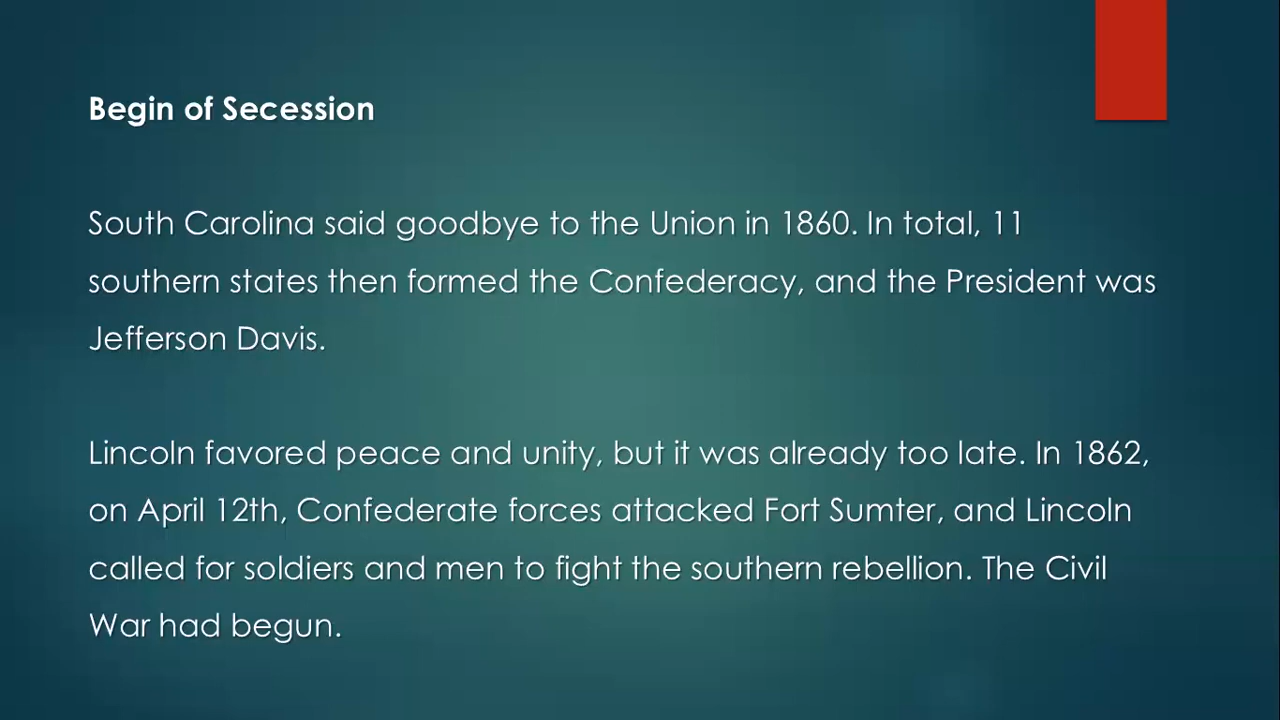 Begin of Secession
South Carolina said goodbye to the Union in 1860. In total, 11
southern states then formed the Confederacy, and the President was
Jefferson Davis.
Lincoln favored peace and unity, but it was already too late. In 1862,
on April 12th, Confederate forces attacked Fort Sumter, and Lincoln
called for soldiers and men to fight the southern rebellion. The Civil
War had begun.